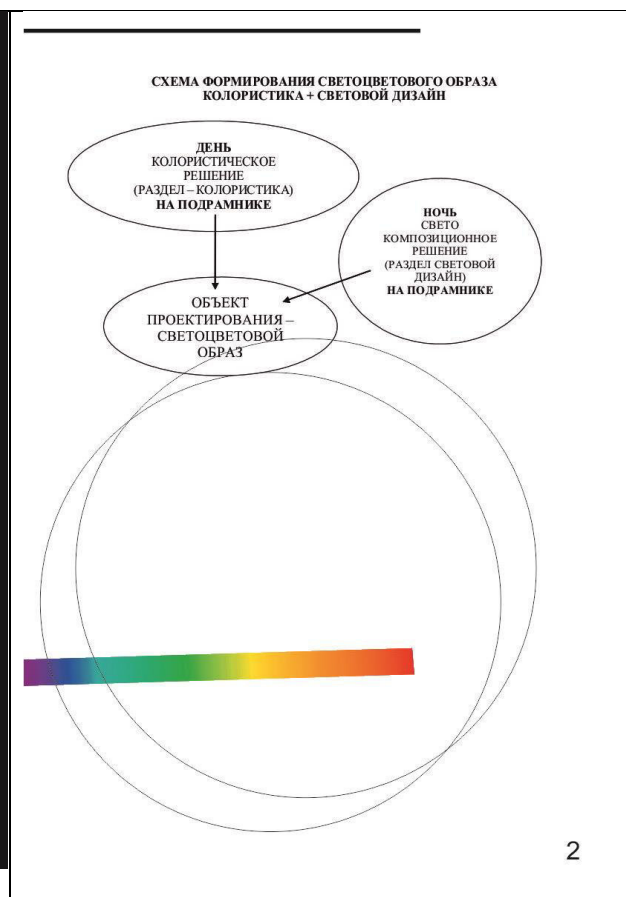 СХЕМА ФОРМИРОВАНИЯ СВЕТОЦВЕТОВОГО ОБРАЗА
КОЛОРИСТИКА + СВЕТОВОЙ ДИЗАЙН
ДЕНЬ
КОЛОРИСТИЧЕСКОЕ
РЕШЕНИЕ
(РАЗДЕЛ – КОЛОРИСТИКА)
НА ПОДРАМНИКЕ
НОЧЬ
СВЕТО
КОМПОЗИЦИОННОЕ
РЕШЕНИЕ
(РАЗДЕЛ СВЕТОВОЙ
ДИЗАЙН)
НА ПОДРАМНИКЕ
ОБЪЕКТ
ПРОЕКТИРОВАНИЯ –
СВЕТОЦВЕТОВОЙ
ОБРАЗ
2